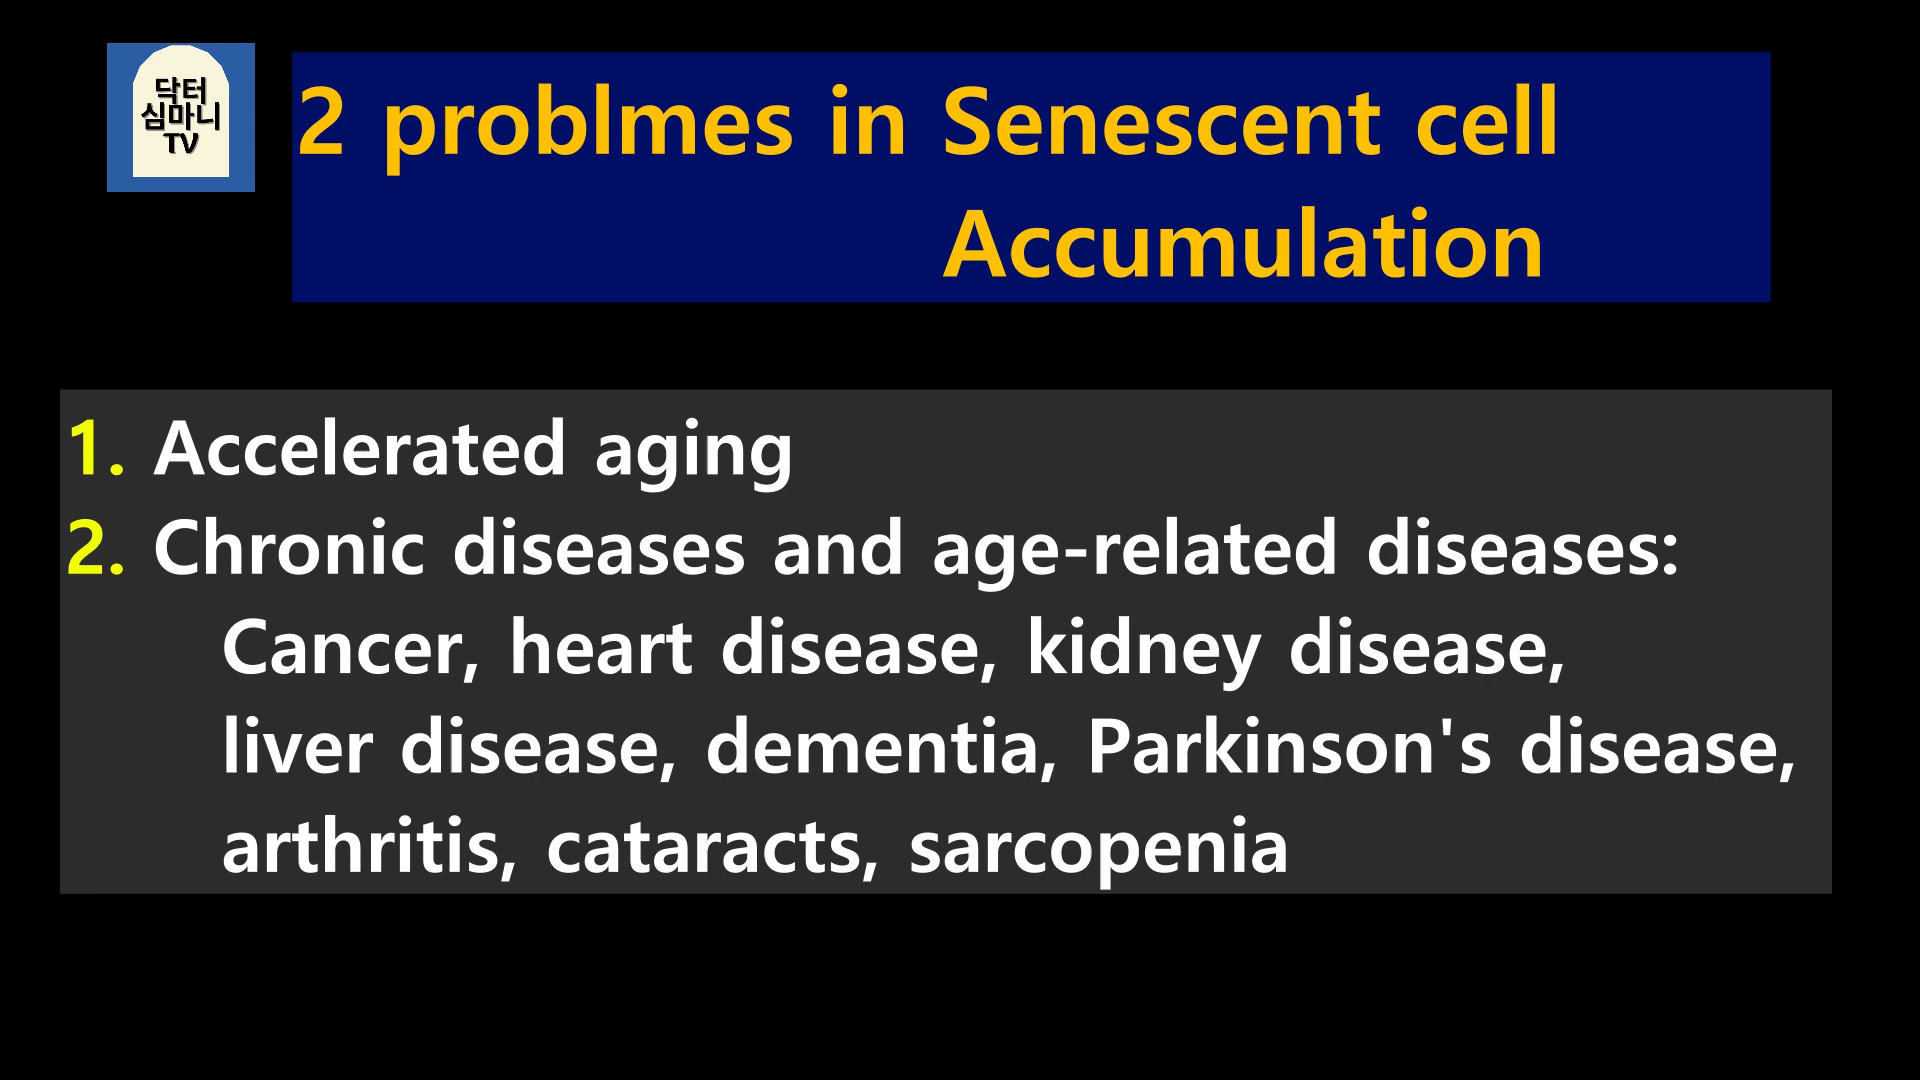 닥터
심마니
TV
2 problmes in Senescent cell
Accumulation
1. Accelerated aging
2. Chronic diseases and age-related diseases:
Cancer, heart disease, kidney disease,
liver disease, dementia, Parkinson's disease,
arthritis, cataracts, sarcopenia